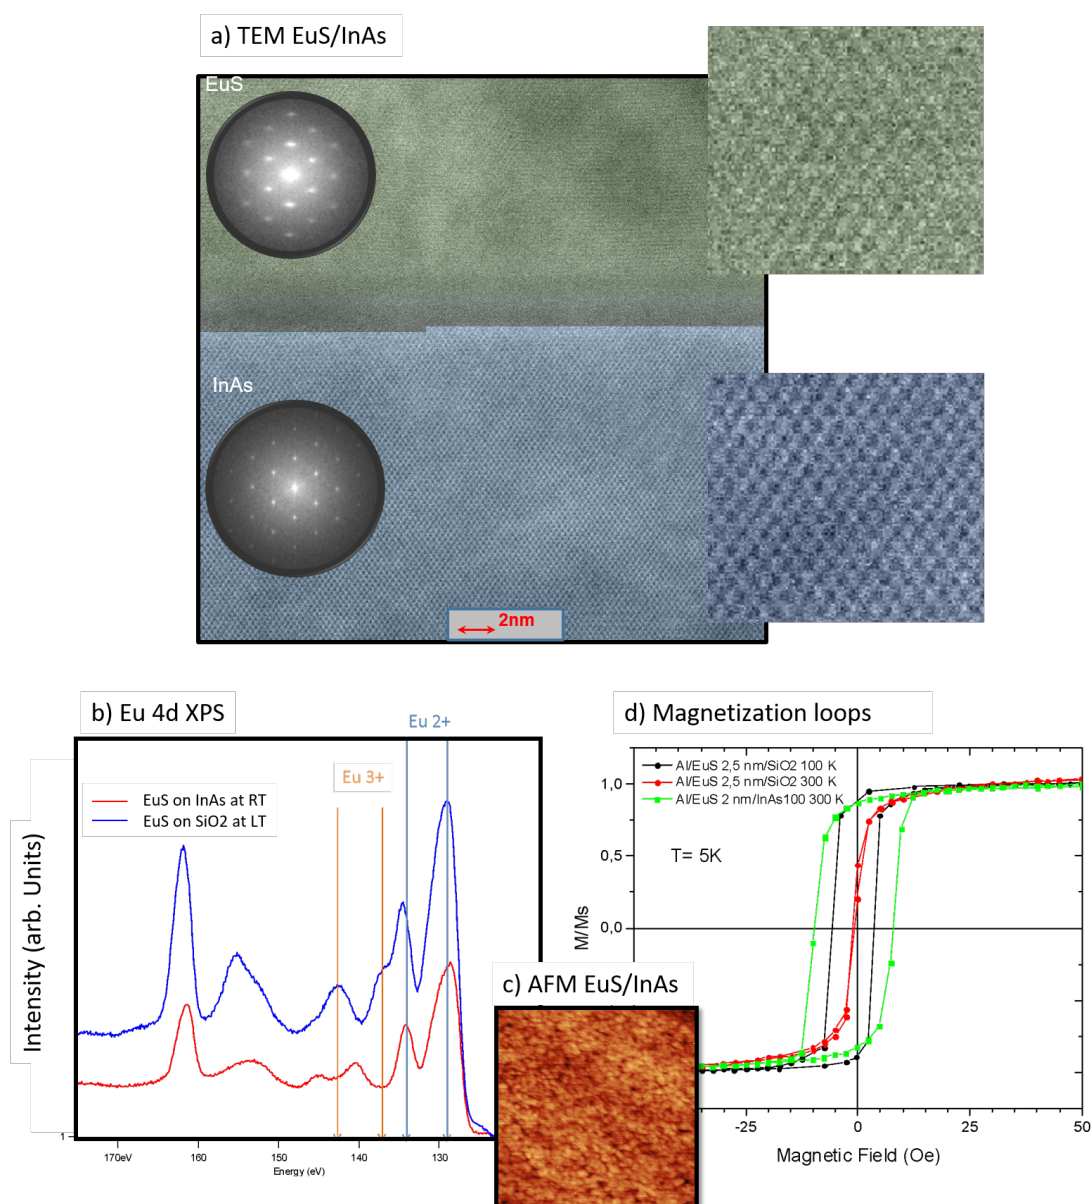 a) TEM EuS/InAs
EuS
InAs
2nm
b) Eu 4d XPS
Eu 2+
Eu 3+
EuS on InAs at RT
EuS on SiO2 at LT
Intensity (arb. Units)
1
170eV 160 150 140 130
Energy (eV)
c) AFM EuS/InAs
d) Magnetization loops
Al/EuS 2,5 nm/SiO2 100 K
Al/EuS 2,5 nm/SiO2 300 K
Al/EuS 2 nm/InAs100 300 K
T= 5K
1.0
0,5
0,0
M/Ms
-25 0 25 50
Magnetic Field (Oe)